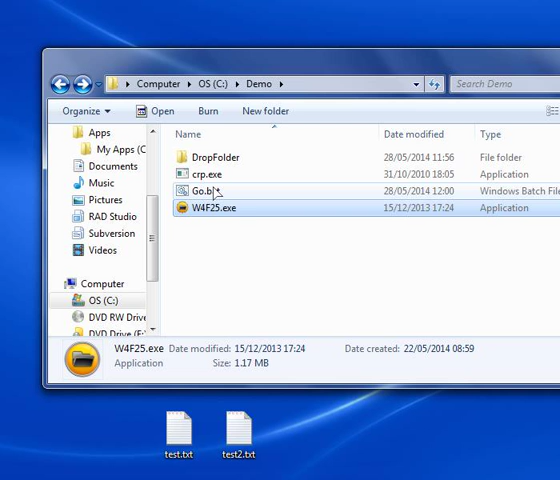 Computer OS (C:) Demo Search Demo
Organize Open Burn New folder
Name Date modified Type
Apps
My Apps (C
Documents
Music
Pictures
RAD Studio
Subversion
Videos
Computer
OS (C:)
DVD RW Drive
DVD Drive (F:
DropFolder 28/05/2014 11:56 File folder
crp.exe 31/10/2010 18:05 Application
28/05/2014 12:00 Windows Batch File
W4F25.exe 15/12/2013 17:24 Application
W4F25.exe Date modified: 15/12/2013 17:24 Date created: 22/05/2014 08:59
Application Size: 1.17 MB
test.txt test2.txt